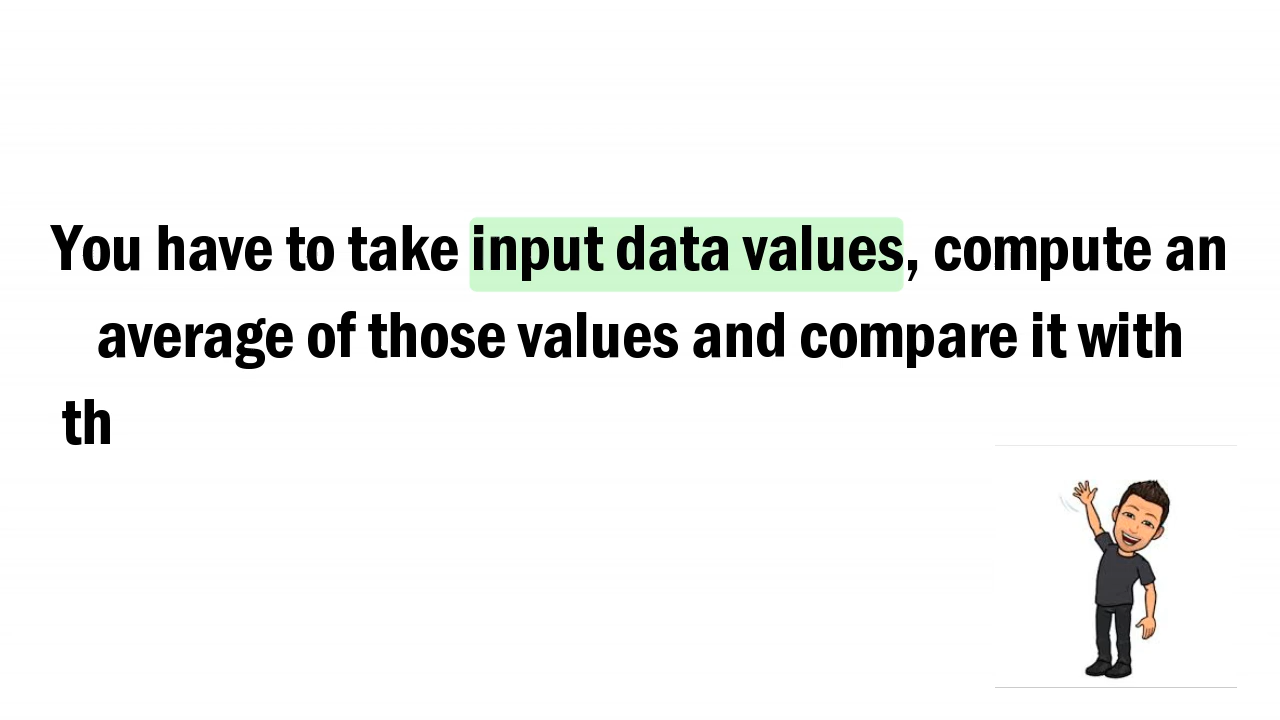 You have to take input data values, compute an
average of those values and compare it with
th